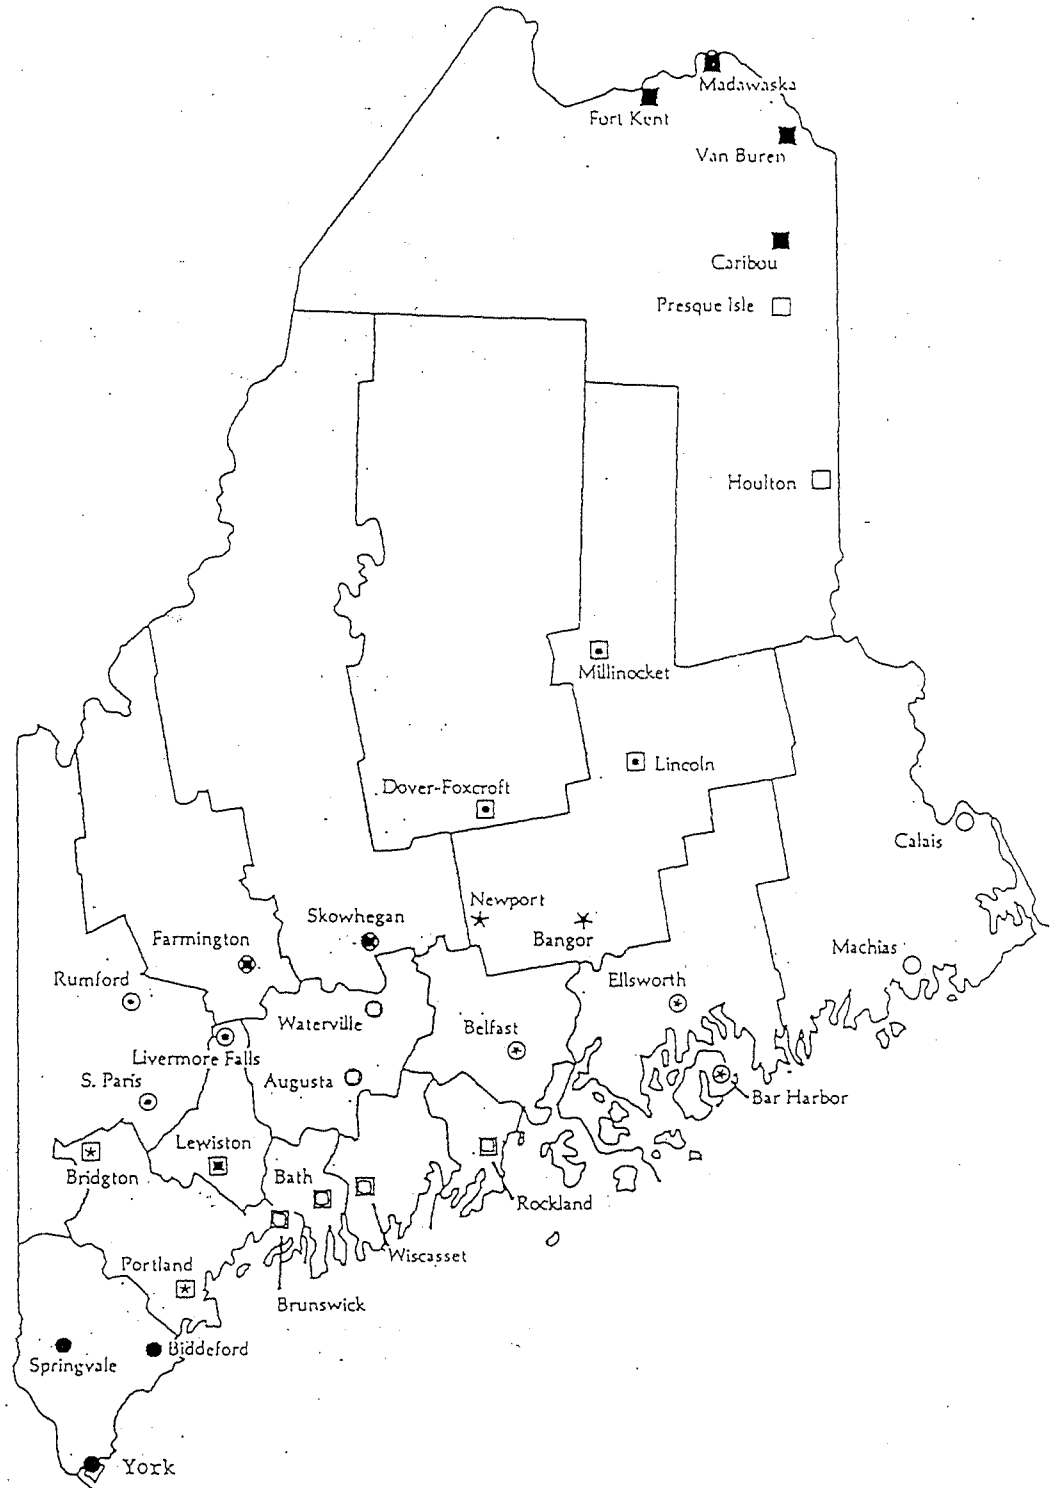 Madawaska
Fort Kent
Van Buren
Caribou
Presque Isle
Houlton
Millinocket
Lincoln
Dover-Foxcroft
Calais
Newport
Skowhegan
Bangor
Farmington
Machias
Rumford
Ellsworth
Waterville
Belfast
Livermore Falls
S. Paris
Augusta
Bar Harbor
Lewiston
Bridgton
Bath
Rockland
Wiscasset
Portland
Brunswick
Biddeford
Springvale
York